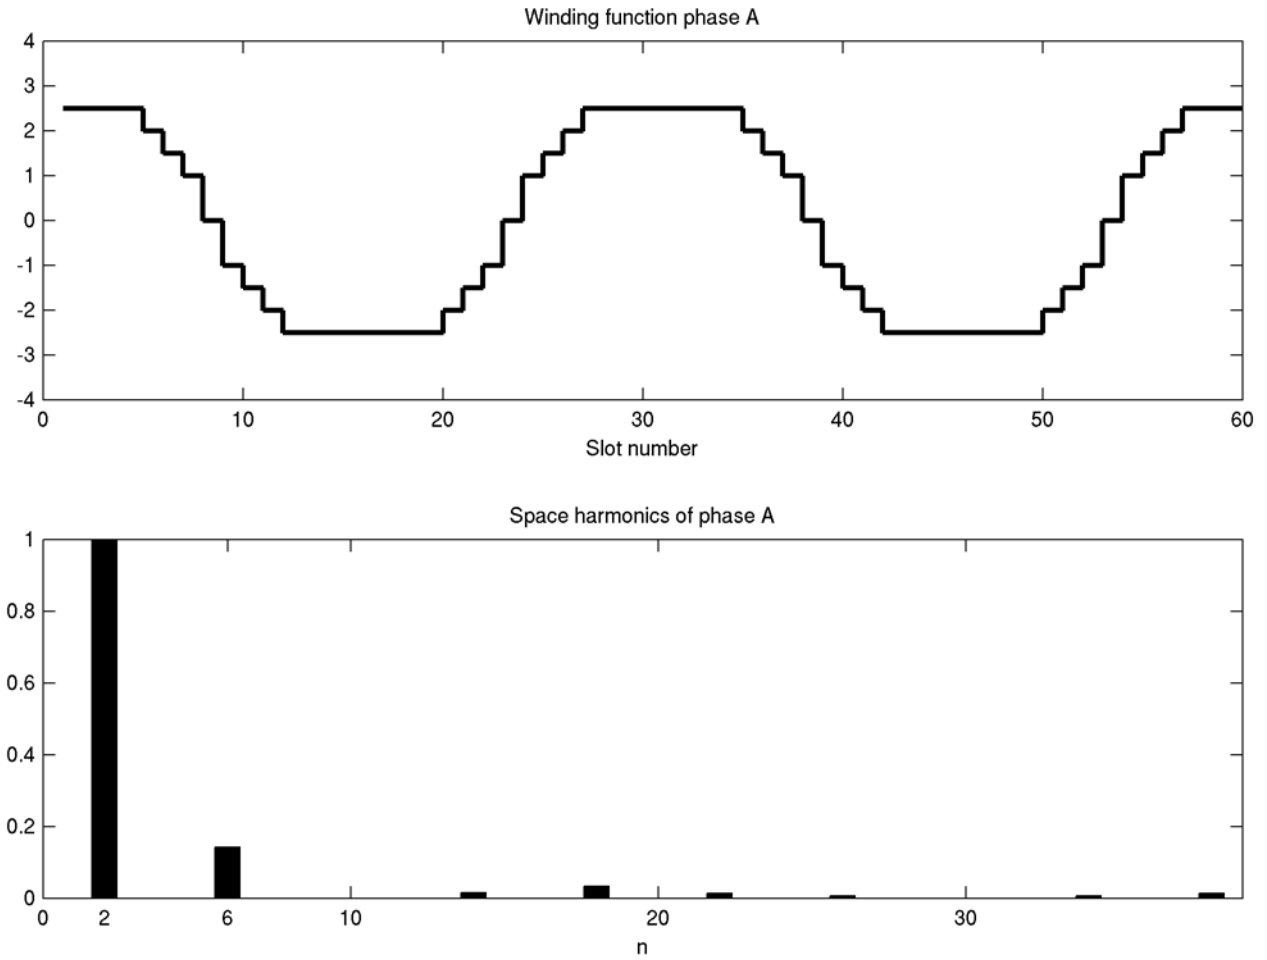 Winding function phase A
4
3
2
1
0
-1
-2
-3
-4
0 10 20 30 40 50 60
Slot number
Space harmonics of phase A
1
0.8
0.6
0.4
0.2
0
0 2 6 10 20 30
n